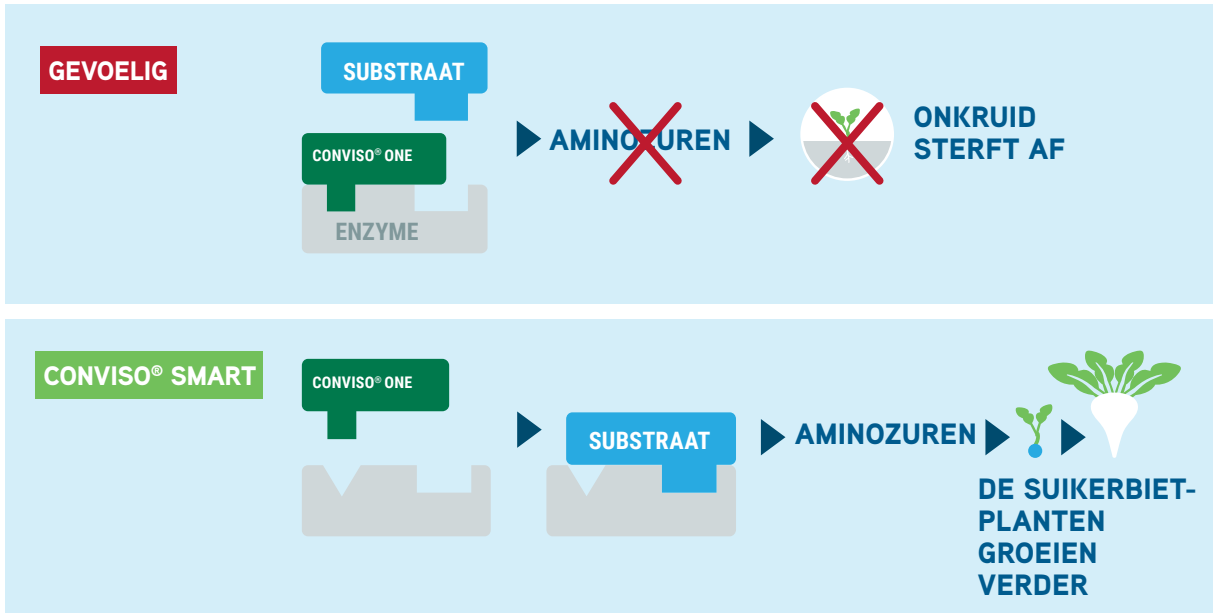 GEVOELIG
SUBSTRAAT
CONVISO® ONE
ENZYME
AMINOZUREN
ONKRUID
STERFT AF
CONVISO® SMART
CONVISO® ONE
SUBSTRAAT
AMINOZUREN
DE SUIKERBIET-
PLANTEN
GROEIEN
VERDER